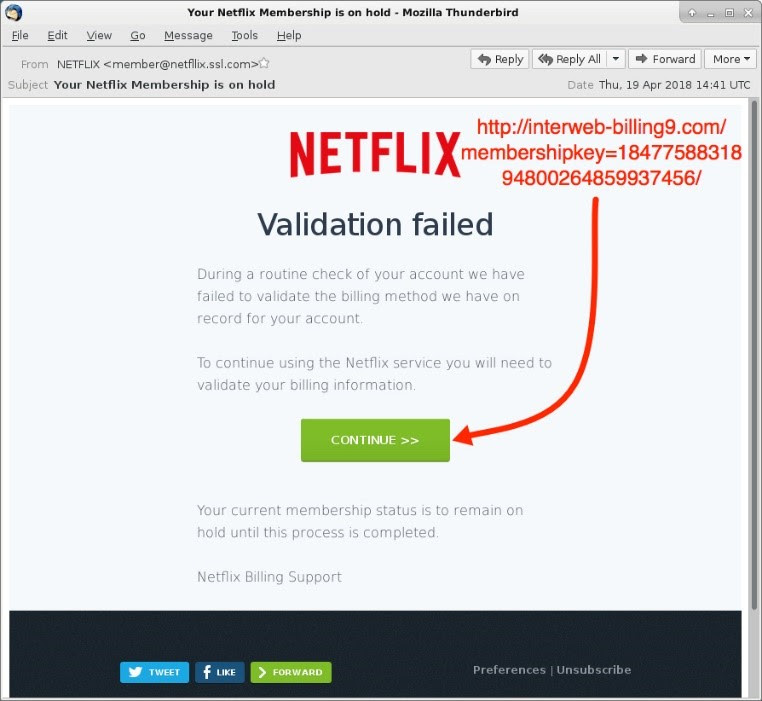 Your Netflix Membership is on hold - Mozilla Thunderbird
File Edit View Go Message Tools Help
From NETFLIX <member@netfliix.ssl.com>
Reply Reply All Forward More
Subject Your Netflix Membership is on hold
Date Thu, 19 Apr 2018 14:41 UTC
NETFLIX
http://interweb-billing9.com/
membershipkey=18477588318
94800264859937456/
Validation failed
During a routine check of your account we have
failed to validate the billing method we have on
record for your account.
To continue using the Netflix service you will need to
validate your billing information.
CONTINUE >>
Your current membership status is to remain on
hold until this process is completed.
Netflix Billing Support
TWEET LIKE FORWARD
Preferences | Unsubscribe